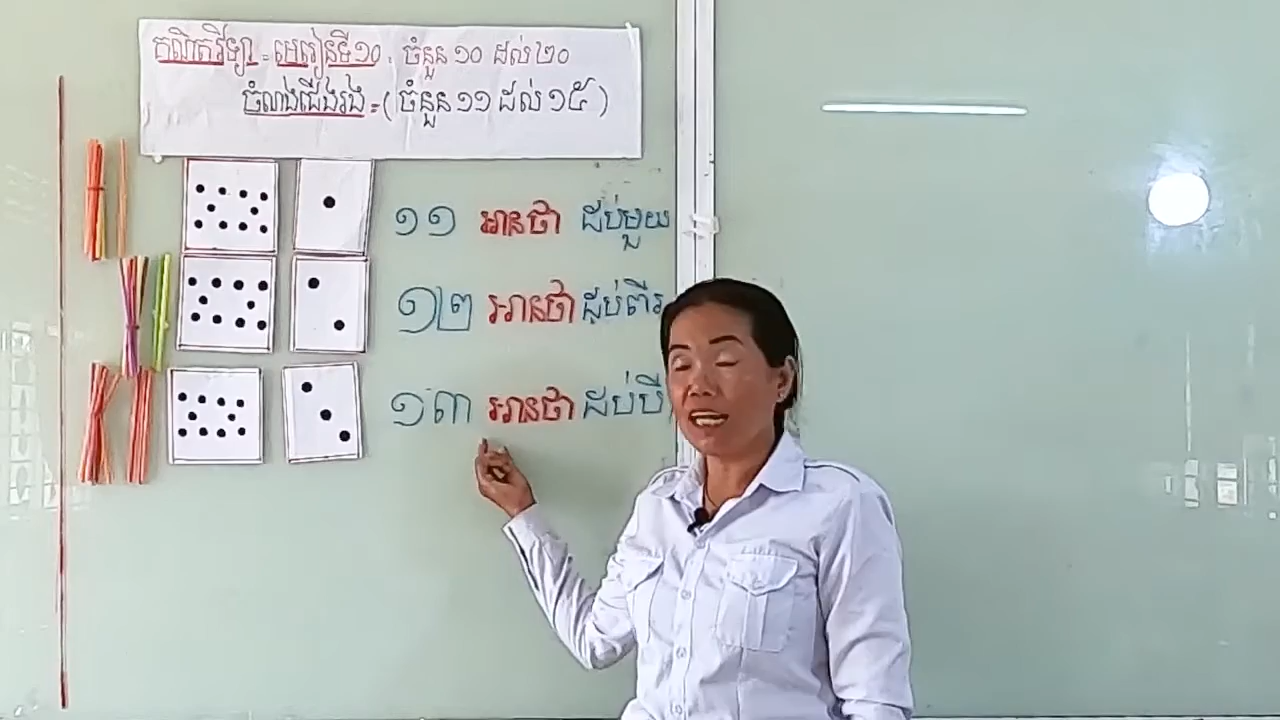 គណិតវិទ្យា = មេរៀនទី១០ : ចំនួន ១០ ដល់ ២០
ចំណងជើងរង = ( ចំនួន ១១ ដល់ ១៥ )
១១ អានថា ដប់មួយ
១២ អានថា ដប់ពីរ
១៣ អានថា ដប់បី